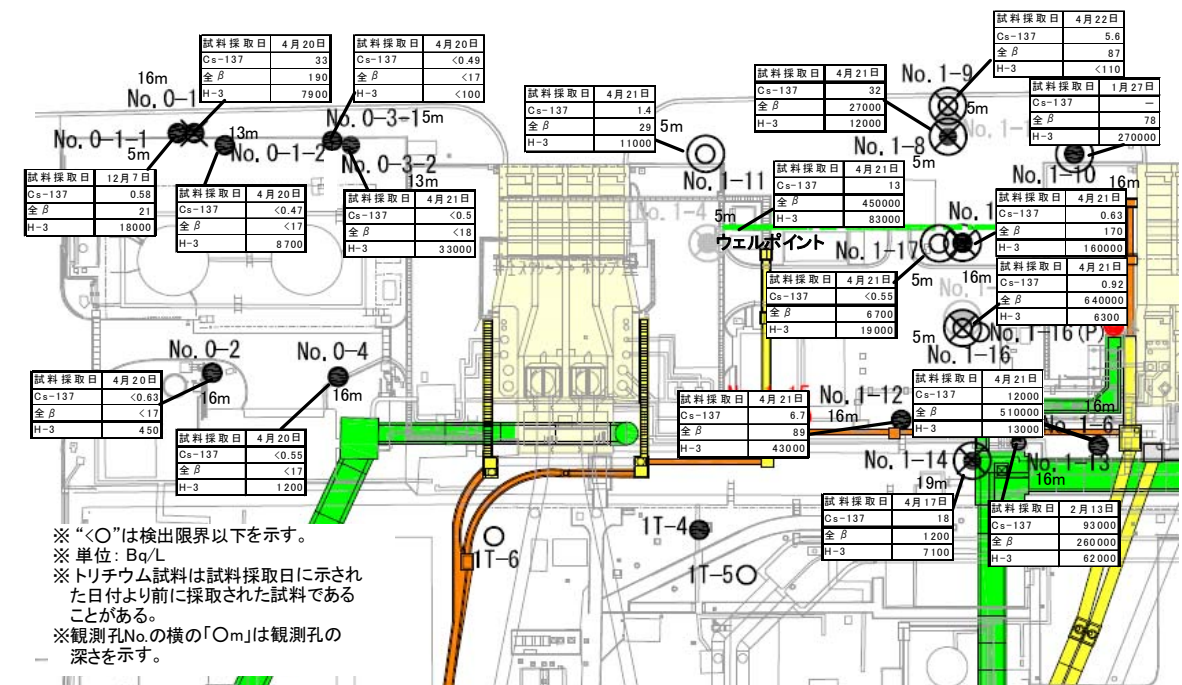 試料採取日 4月20日
Cs-137 33
全β 190
H-3 7900
試料採取日 4月20日
Cs-137 <0.49
全β <17
H-3 <100
試料採取日 4月22日
Cs-137 5.6
全β 87
H-3 <110
試料採取日 4月21日
Cs-137 32
全β 27000
H-3 12000
試料採取日 1月27日
Cs-137 —
全β 78
H-3 270000
試料採取日 4月21日
Cs-137 1.4
全β 29
H-3 11000
16m
No. 0-1
No. 0-1-1
5m
13m
No. 0-1-2
No. 0-3-1
5m
No. 0-3-2
13m
5m
No. 1-11
No. 1-9
5m
No. 1-8
5m
No. 1-10
16m
試料採取日 12月7日
Cs-137 0.58
全β 21
H-3 18000
試料採取日 4月20日
Cs-137 <0.47
全β <17
H-3 8700
試料採取日 4月21日
Cs-137 <0.5
全β <18
H-3 33000
試料採取日 4月21日
Cs-137 13
全β 450000
H-3 83000
試料採取日 4月21日
Cs-137 0.63
全β 170
H-3 160000
No. 1-4
5m
ウェルポイント
No. 1
No. 1-17
5m
16m
試料採取日 4月21日
Cs-137 <0.55
全β 6700
H-3 19000
試料採取日 4月21日
Cs-137 0.92
全β 640000
H-3 6300
5m
No. 1-16
No. 1-16(P)
No. 0-2
16m
No. 0-4
16m
試料採取日 4月20日
Cs-137 <0.63
全β <17
H-3 450
試料採取日 4月20日
Cs-137 <0.55
全β <17
H-3 1200
試料採取日 4月21日
Cs-137 6.7
全β 89
H-3 43000
No. 1-12
16m
試料採取日 4月21日
Cs-137 12000
全β 510000
H-3 13000
16m
No. 1-6
No. 1-14
19m
No. 1-13
16m
試料採取日 4月17日
Cs-137 18
全β 1200
H-3 7100
試料採取日 2月13日
Cs-137 93000
全β 260000
H-3 62000
1T-4
1T-6
1T-5
※ “<○”は検出限界以下を示す。
※ 単位: Bq/L
※トリチウム試料は試料採取日に示され
た日付より前に採取された試料である
ことがある。
※観測孔No.の横の「○m」は観測孔の
深さを示す。